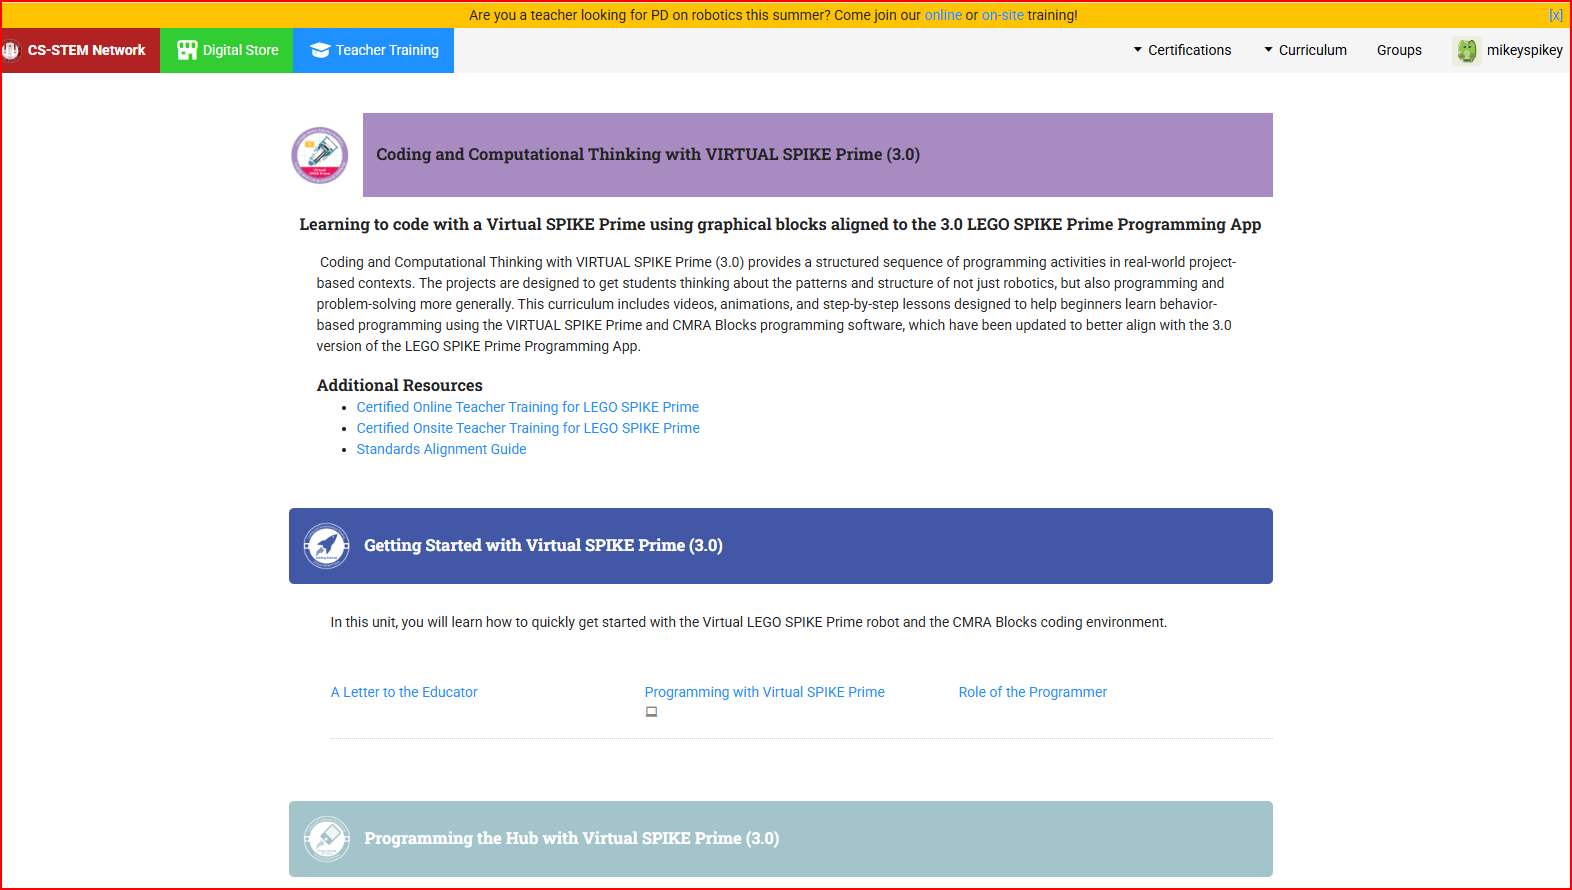 Are you a teacher looking for PD on robotics this summer? Come join our online or on-site training!
[x]
CS-STEM Network
Digital Store
Teacher Training
Certifications
Curriculum
Groups
mikeyspikey
Coding and Computational Thinking with VIRTUAL SPIKE Prime (3.0)
Learning to code with a Virtual SPIKE Prime using graphical blocks aligned to the 3.0 LEGO SPIKE Prime Programming App
Coding and Computational Thinking with VIRTUAL SPIKE Prime (3.0) provides a structured sequence of programming activities in real-world project-
based contexts. The projects are designed to get students thinking about the patterns and structure of not just robotics, but also programming and
problem-solving more generally. This curriculum includes videos, animations, and step-by-step lessons designed to help beginners learn behavior-
based programming using the VIRTUAL SPIKE Prime and CMRA Blocks programming software, which have been updated to better align with the 3.0
version of the LEGO SPIKE Prime Programming App.
Additional Resources
Certified Online Teacher Training for LEGO SPIKE Prime
Certified Onsite Teacher Training for LEGO SPIKE Prime
Standards Alignment Guide
Getting Started with Virtual SPIKE Prime (3.0)
In this unit, you will learn how to quickly get started with the Virtual LEGO SPIKE Prime robot and the CMRA Blocks coding environment.
A Letter to the Educator
Programming with Virtual SPIKE Prime
Role of the Programmer
Programming the Hub with Virtual SPIKE Prime (3.0)